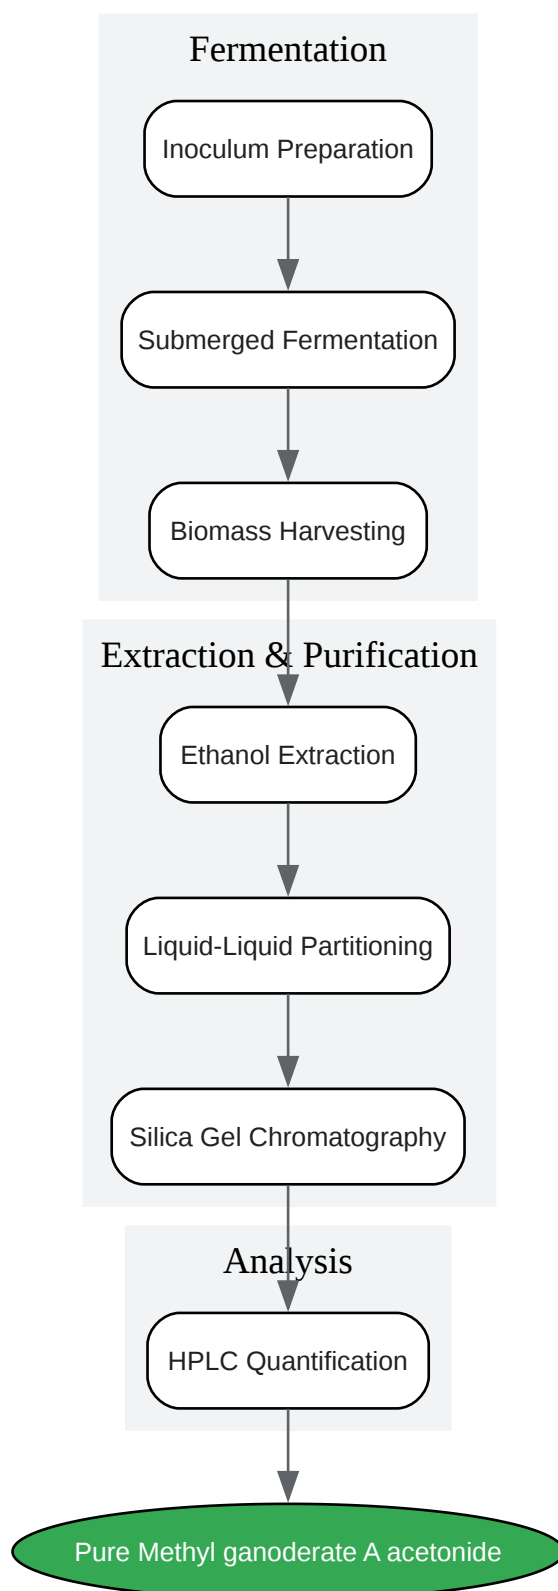 Fermentation
Inoculum Preparation
Submerged Fermentation
Biomass Harvesting
Extraction & Purification
Ethanol Extraction
Liquid-Liquid Partitioning
Silica Gel Chromatography
Analysis
HPLC Quantification
Pure Methyl ganoderate A acetonide